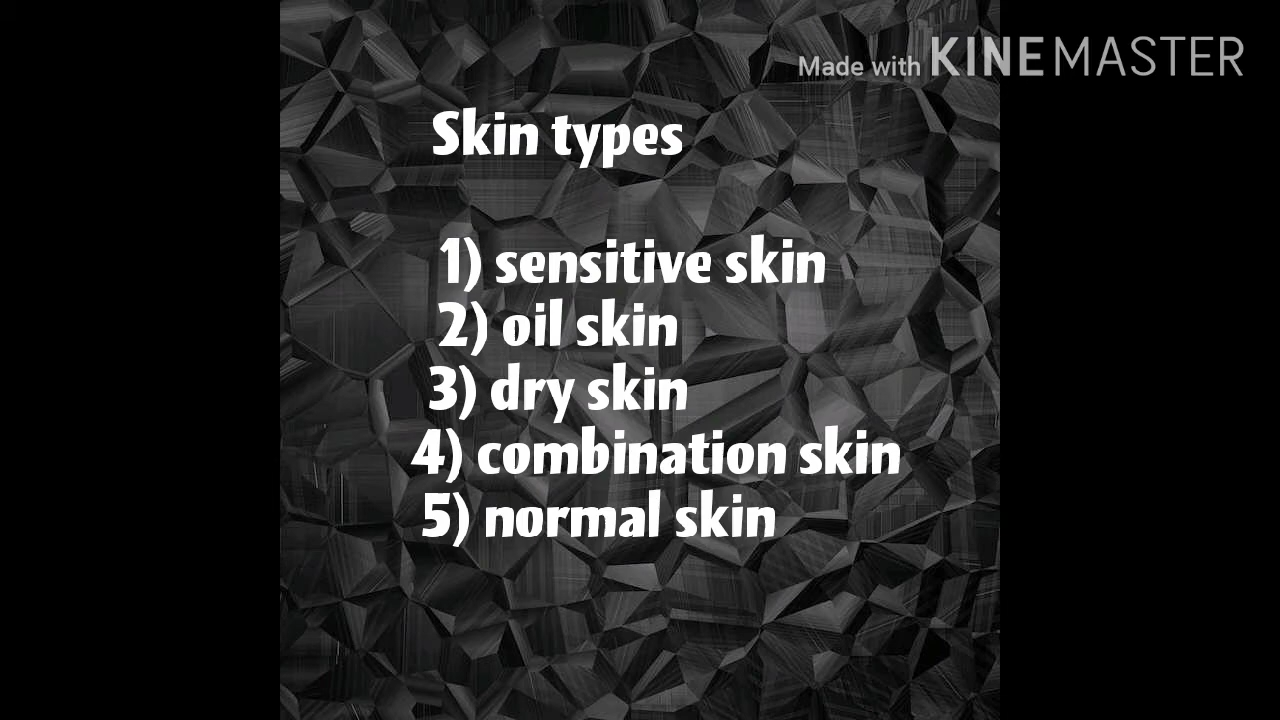 Made with KINEMASTER
Skin types
1) sensitive skin
2) oil skin
3) dry skin
4) combination skin
5) normal skin